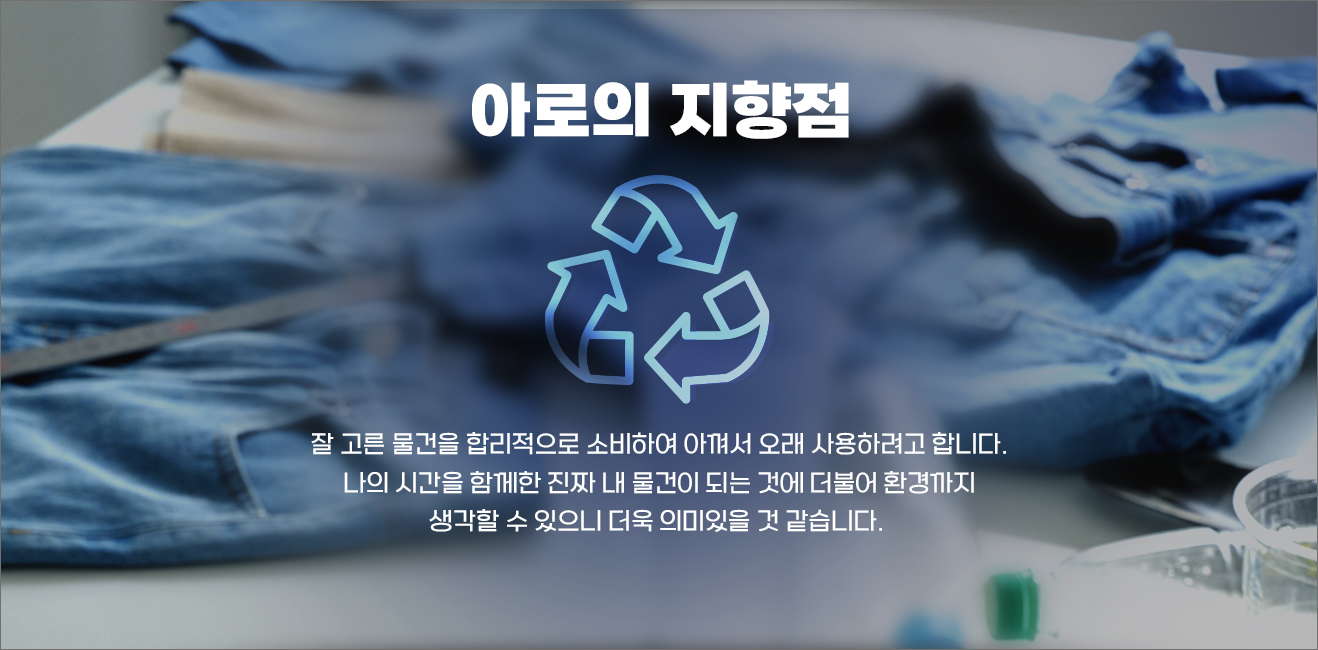 아로의 지향점
잘 고른 물건을 합리적으로 소비하여 아껴서 오래 사용하려고 합니다.
나의 시간을 함께한 진짜 내 물건이 되는 것에 더불어 환경까지
생각할 수 있으니 더욱 의미있을 것 같습니다.